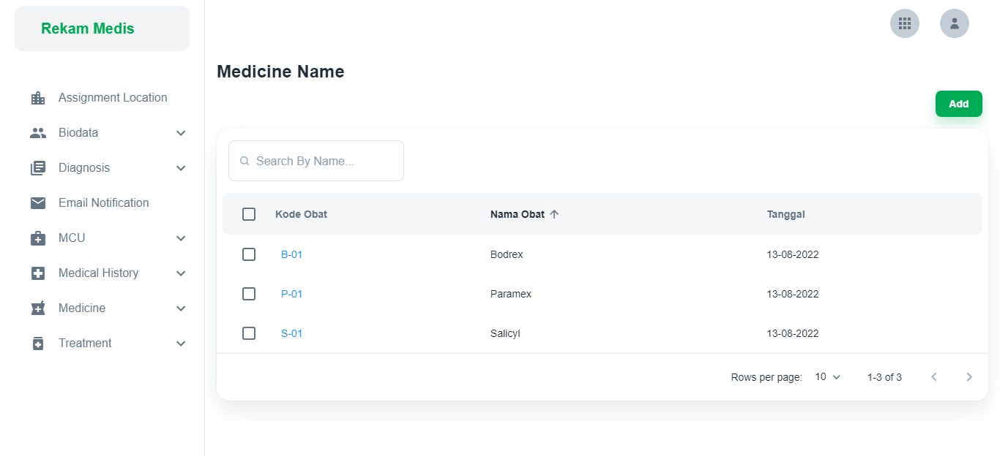 Rekam Medis
Assignment Location
Biodata
Diagnosis
Email Notification
MCU
Medical History
Medicine
Treatment
Medicine Name
Add
Search By Name...
Kode Obat Nama Obat Tanggal
B-01 Bodrex 13-08-2022
P-01 Paramex 13-08-2022
S-01 Salicyl 13-08-2022
Rows per page: 10 1-3 of 3